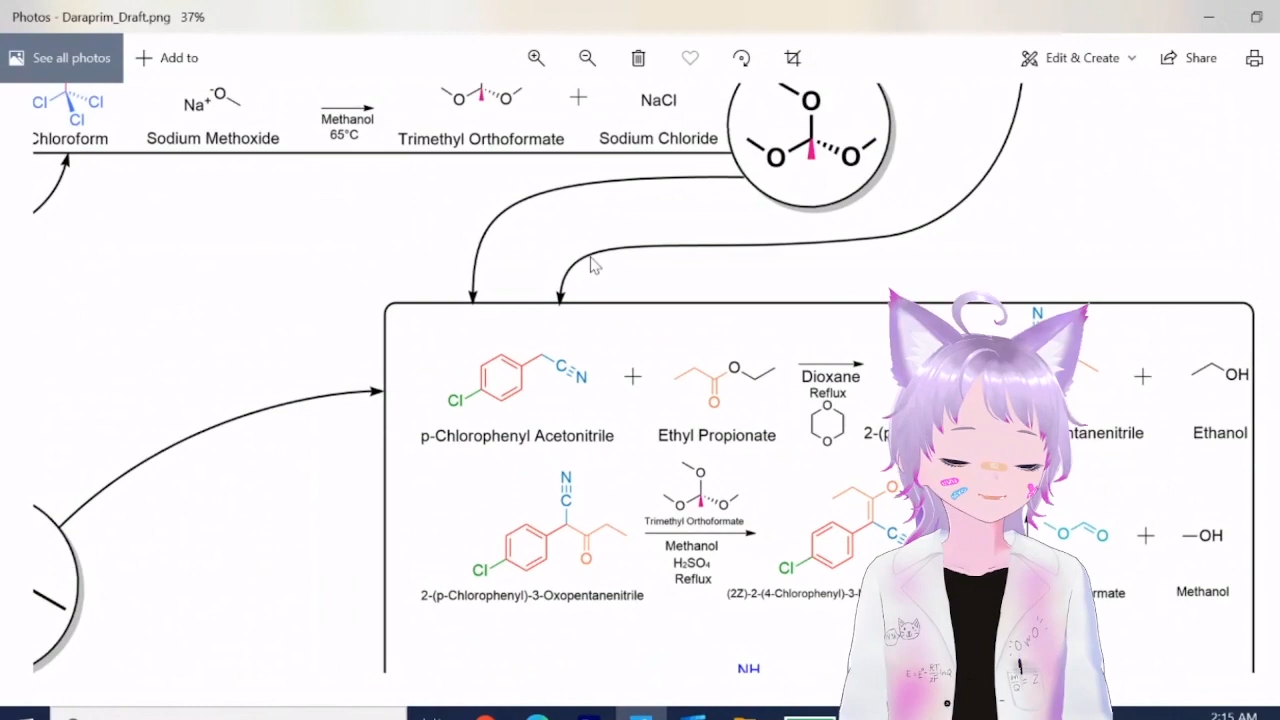 Photos - Daraprim_Draft.png 37%
See all photos
Add to
Edit & Create
Share
Cl Cl
Cl
Na+ -O
Methanol
65°C
O O
+
NaCl
Chloroform
Sodium Methoxide
Trimethyl Orthoformate
Sodium Chloride
O
O O
Cl
C≡N
+
O
O
Dioxane
Reflux
O
O
+
OH
p-Chlorophenyl Acetonitrile
Ethyl Propionate
2-(p
ntanenitrile
Ethanol
N
C
Cl
O
O
O O
Trimethyl Orthoformate
Methanol
H₂SO₄
Reflux
O
C
Cl
O O
+
—OH
2-(p-Chlorophenyl)-3-Oxopentanenitrile
(2Z)-2-(4-Chlorophenyl)-3-
rmate
Methanol
NH
2:15 AM